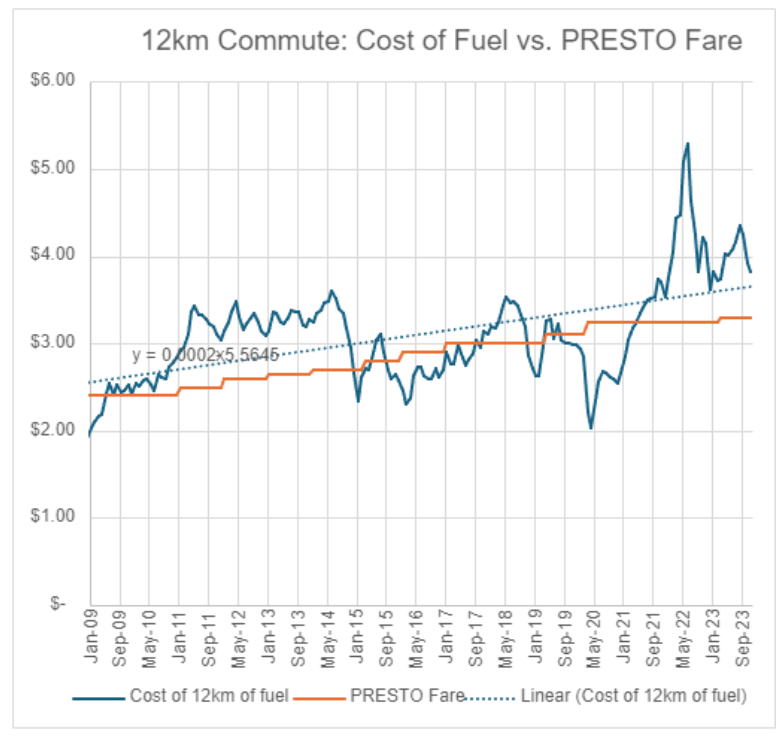 12km Commute: Cost of Fuel vs. PRESTO Fare
$6.00
$5.00
$4.00
$3.00
y = 0.0002x-5.5645
$2.00
$1.00
$-
Jan-09
Sep-09
May-10
Jan-11
Sep-11
May-12
Jan-13
Sep-13
May-14
Jan-15
Sep-15
May-16
Jan-17
Sep-17
May-18
Jan-19
Sep-19
May-20
Jan-21
Sep-21
May-22
Jan-23
Sep-23
Cost of 12km of fuel PRESTO Fare Linear (Cost of 12km of fuel)